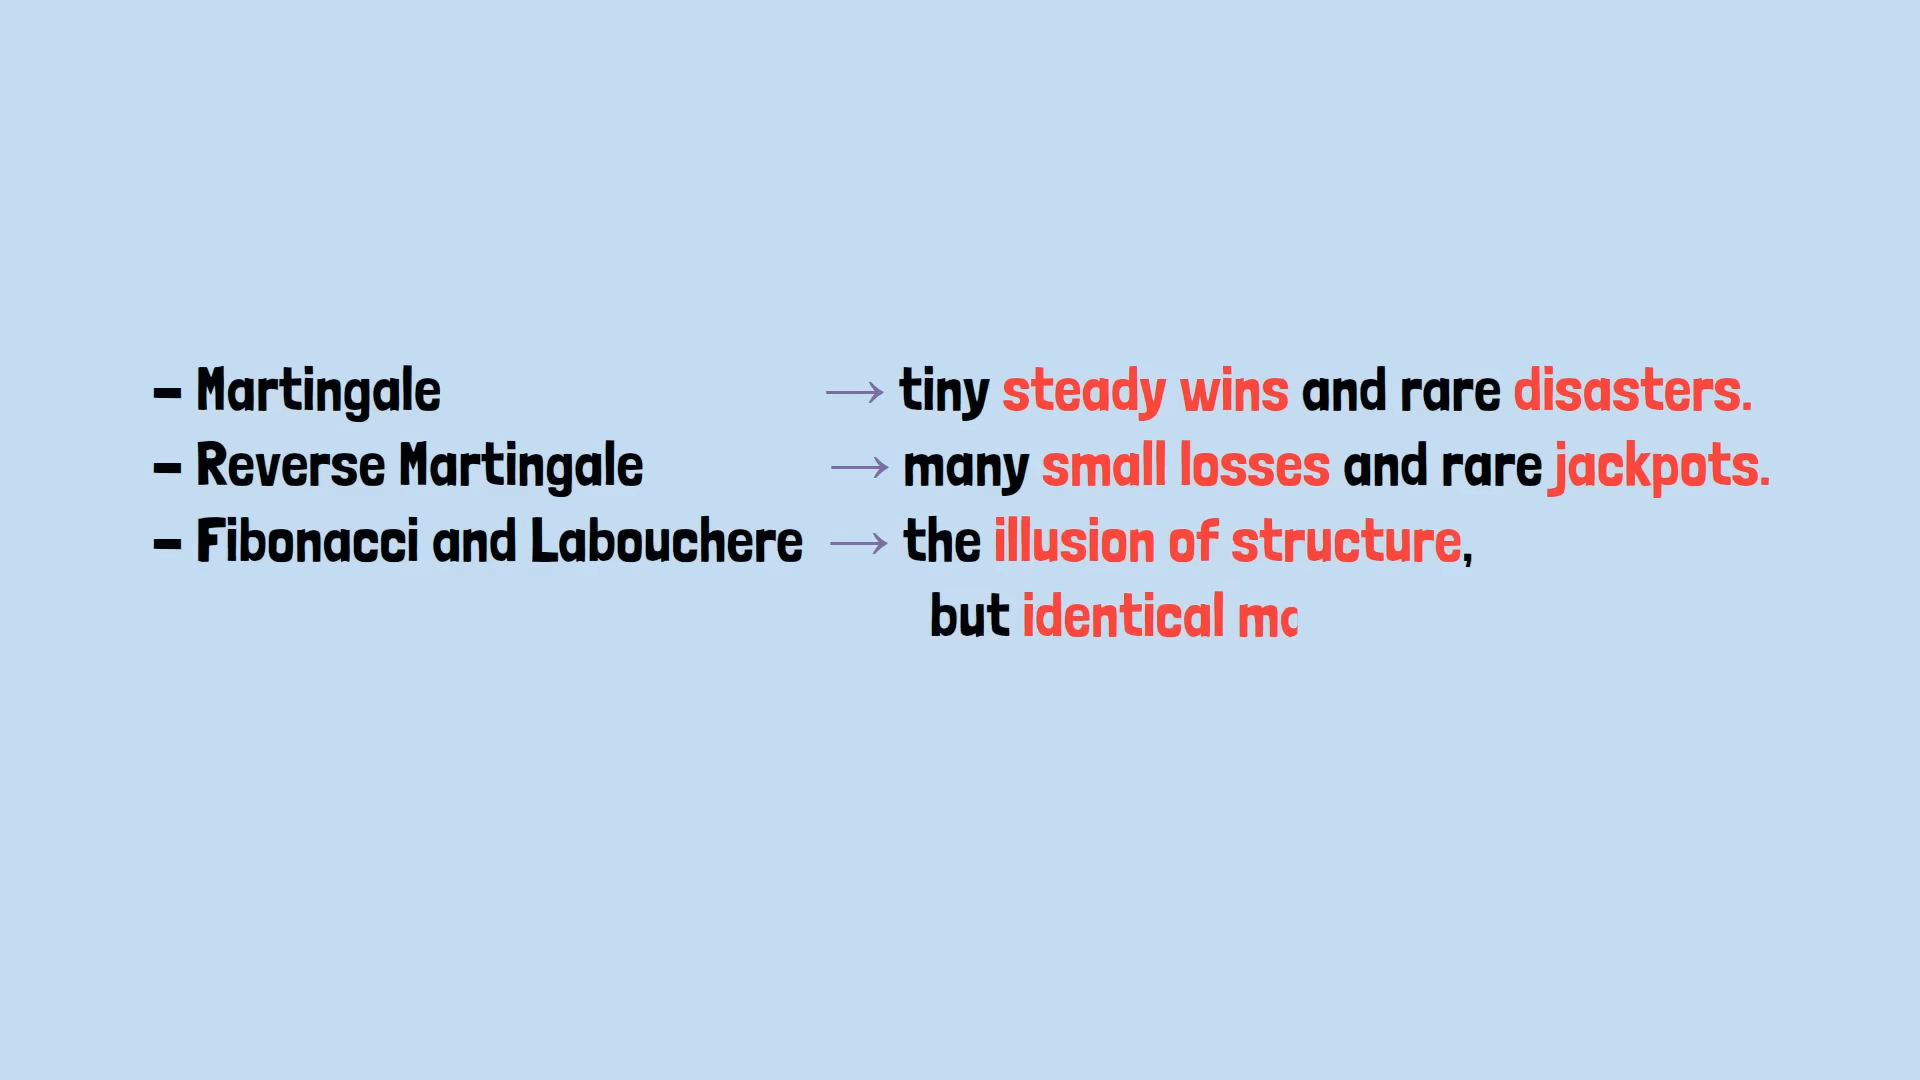 - Martingale → tiny steady wins and rare disasters.
- Reverse Martingale → many small losses and rare jackpots.
- Fibonacci and Labouchere → the illusion of structure,
but identical